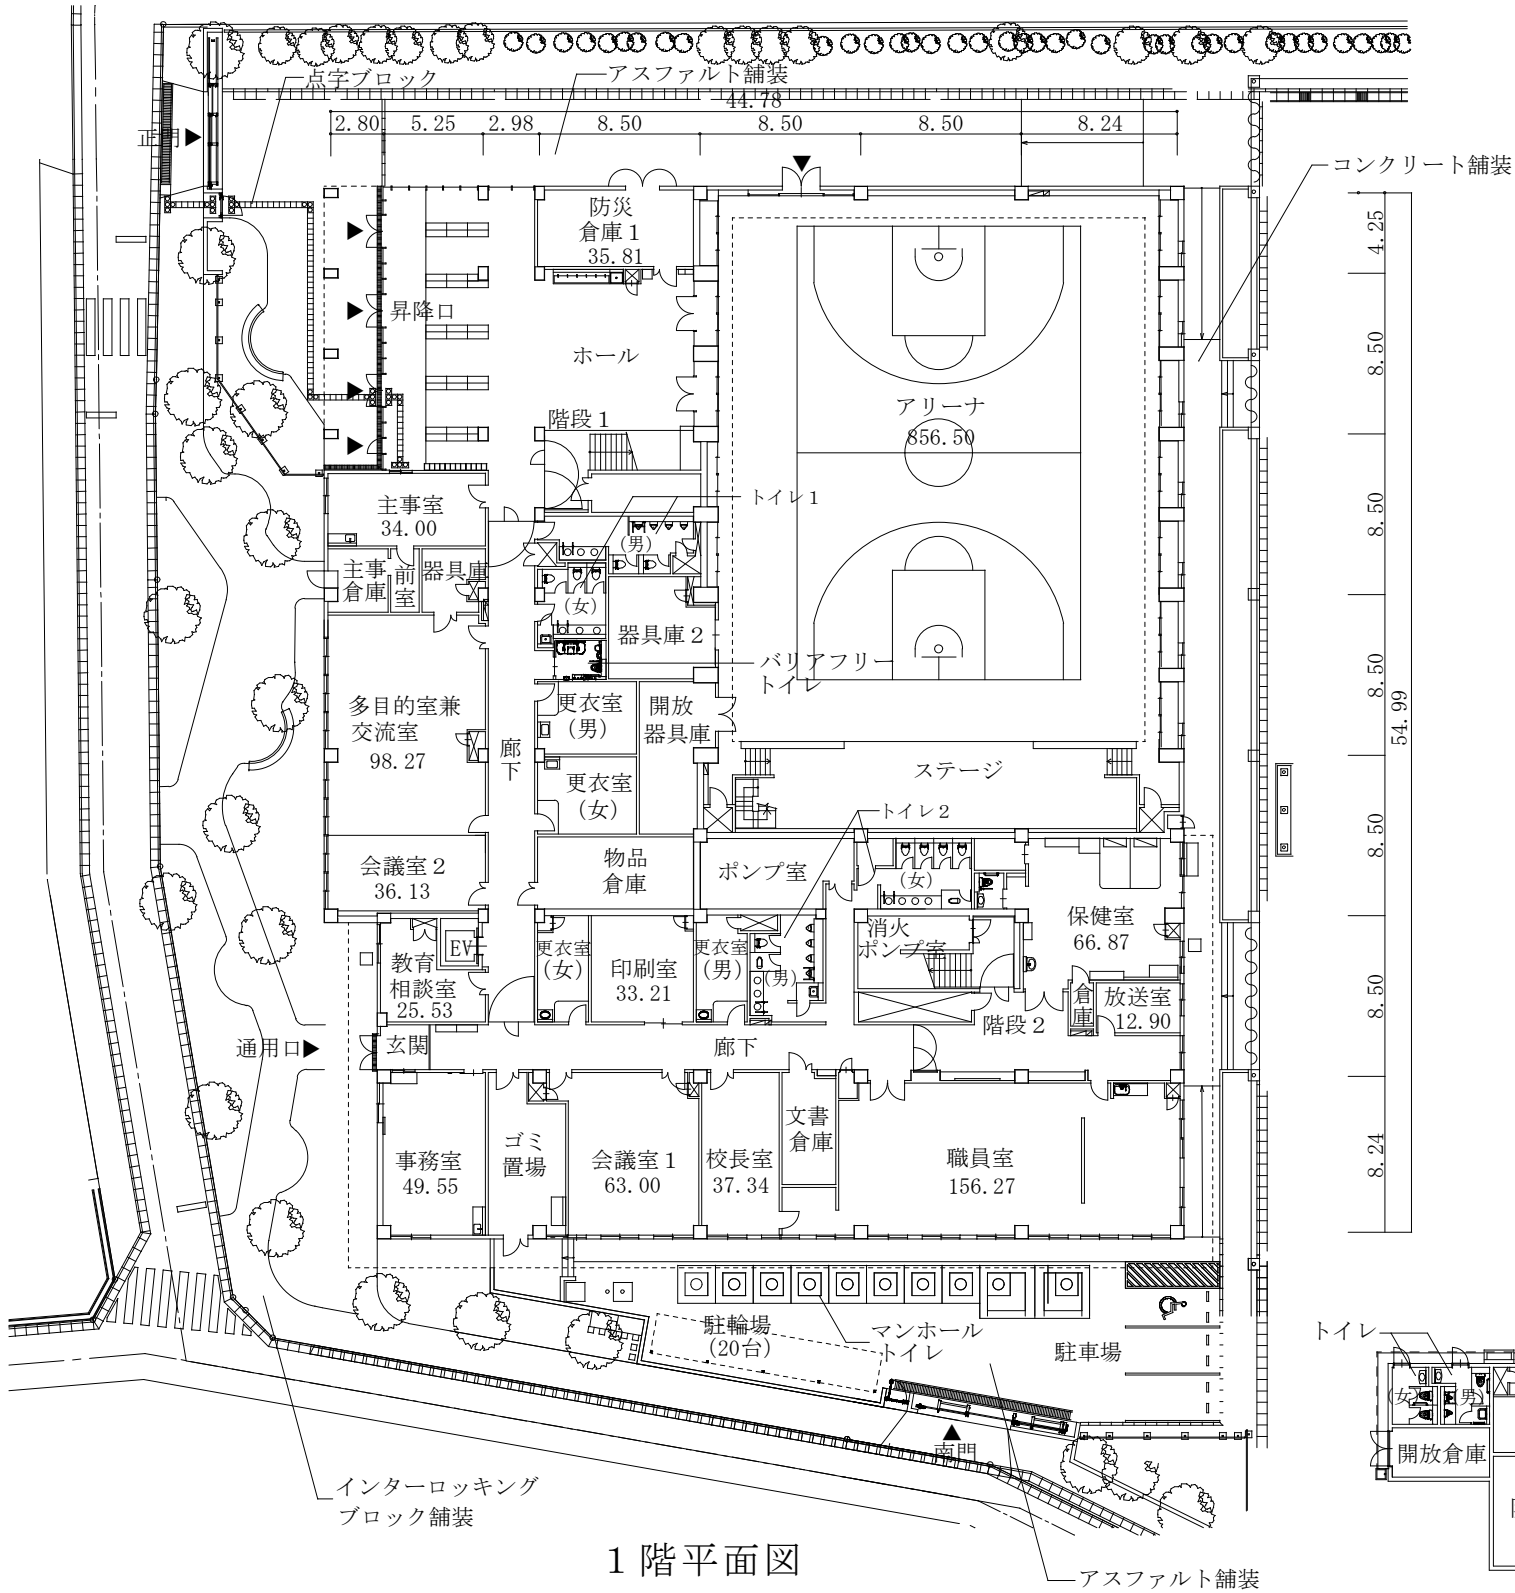 点字ブロック
アスファルト舗装
44.78
2.80
5.25
2.98
8.50
8.50
8.50
8.24
正門
コンクリート舗装
防災
倉庫1
35.81
4.25
8.50
8.50
8.50
8.50
8.50
8.24
54.99
昇降口
ホール
階段1
アリーナ
856.50
トイレ1
主事室
34.00
(男)
主事
倉庫
前
室
器具庫
(女)
器具庫2
バリアフリー
トイレ
多目的室兼
交流室
98.27
更衣室
(男)
開放
器具庫
廊
下
更衣室
(女)
ステージ
トイレ2
会議室2
36.13
物品
倉庫
ポンプ室
(女)
保健室
66.87
EV
教育
相談室
25.53
更衣室
(女)
印刷室
33.21
更衣室
(男)
(男)
消火
ポンプ室
倉
庫
放送室
12.90
階段2
通用口
玄関
廊下
事務室
49.55
ゴミ
置場
会議室1
63.00
校長室
37.34
文書
倉庫
職員室
156.27
駐輪場
(20台)
マンホール
トイレ
駐車場
トイレ
(女)
(男)
開放倉庫
南門
インターロッキング
ブロック舗装
1階平面図
アスファルト舗装